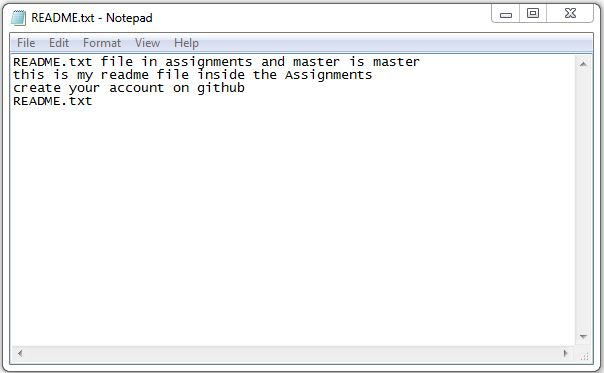 README.txt - Notepad
File Edit Format View Help
README.txt file in assignments and master is master
this is my readme file inside the Assignments
create your account on github
README.txt